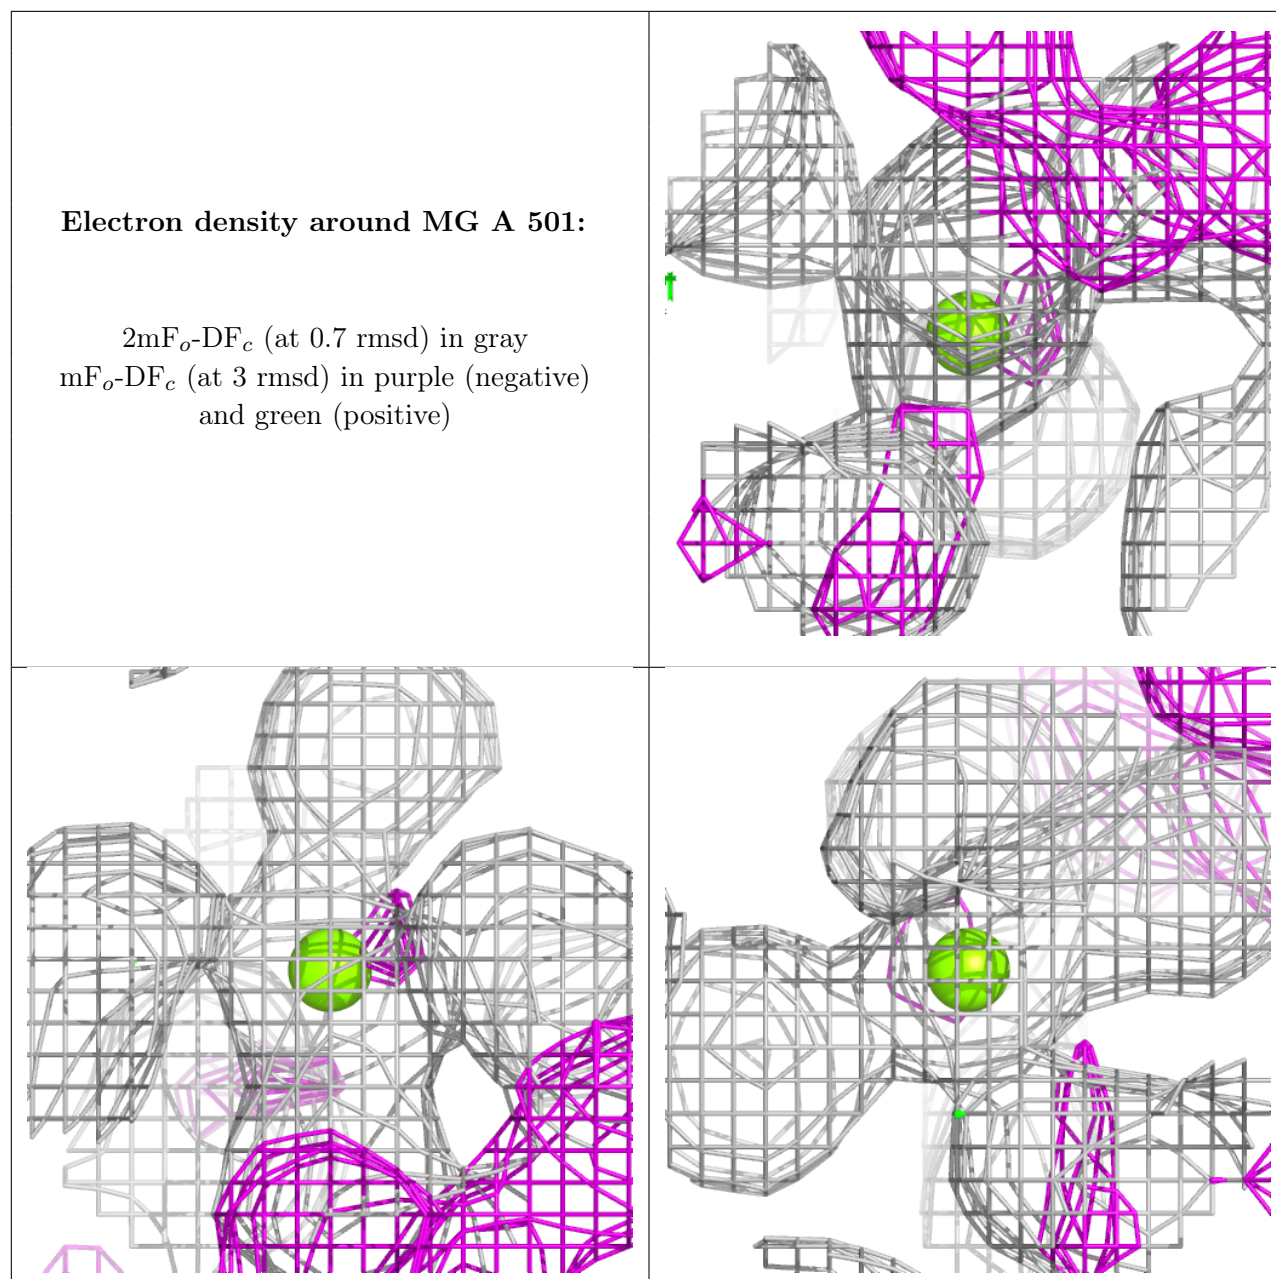 Electron density around MG A 501:
2mFo-DFc (at 0.7 rmsd) in gray
mFo-DFc (at 3 rmsd) in purple (negative)
and green (positive)